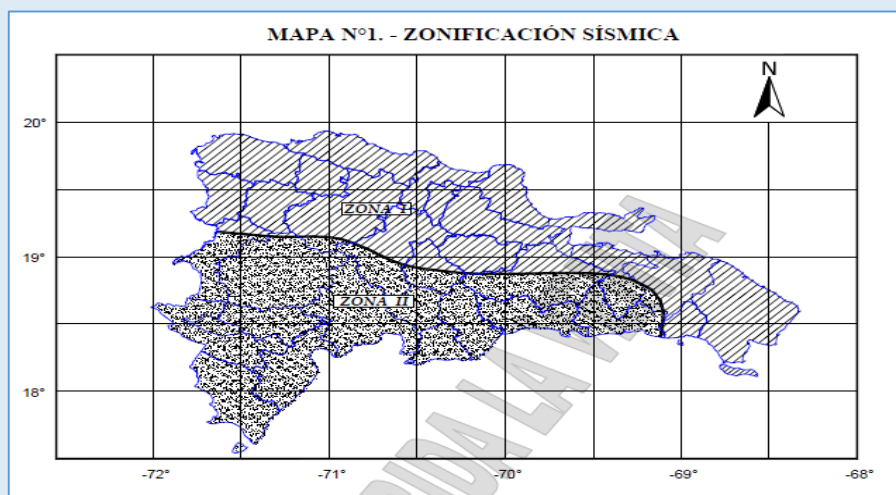 MAPA N°1. - ZONIFICACIÓN SÍSMICA
N
20°
ZONA I
19°
ZONA II
18°
-72°
-71°
-70°
-69°
-68°